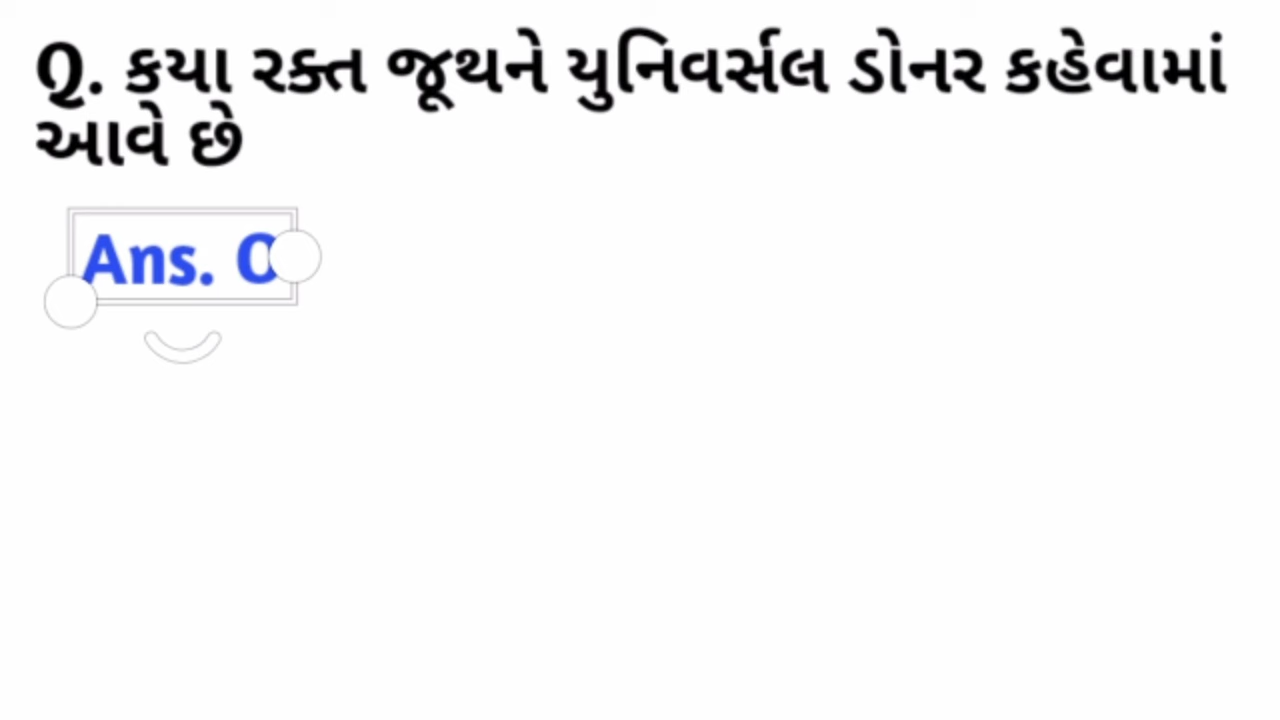 Q. કયા રક્ત જૂથને યુનિવર્સલ ડોનર કહેવામાં
આવે છે
Ans. O